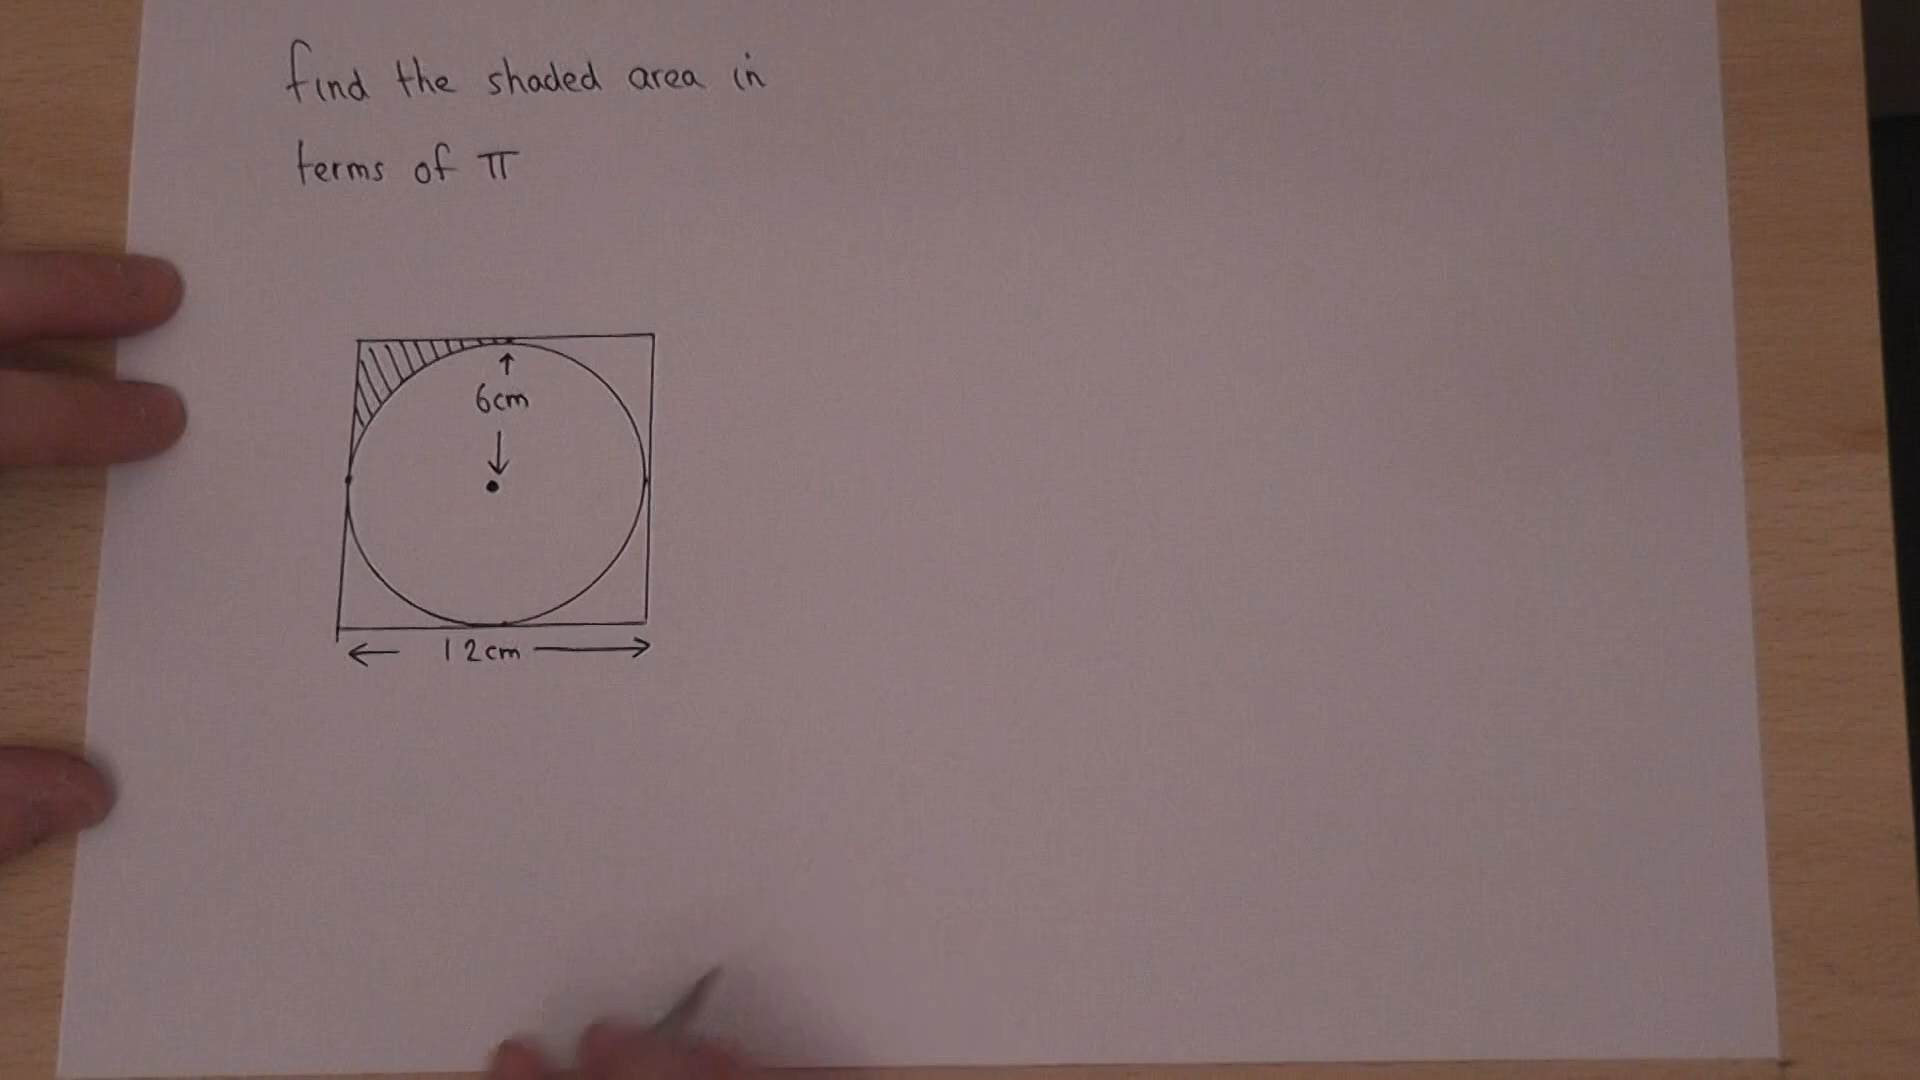 find the shaded area in
terms of π
6cm
12cm